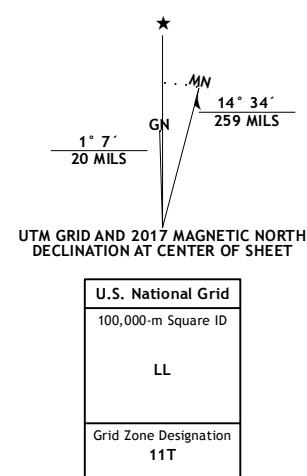 ★
MN
GN
1° 7´
20 MILS
14° 34´
259 MILS
UTM GRID AND 2017 MAGNETIC NORTH
DECLINATION AT CENTER OF SHEET
U.S. National Grid
100,000-m Square ID
LL
Grid Zone Designation
11T